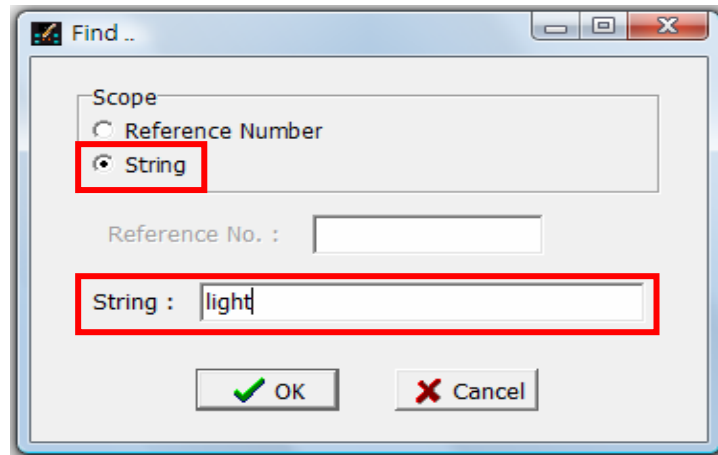 Find ..
Scope
Reference Number
String
Reference No. :
String : light
OK Cancel